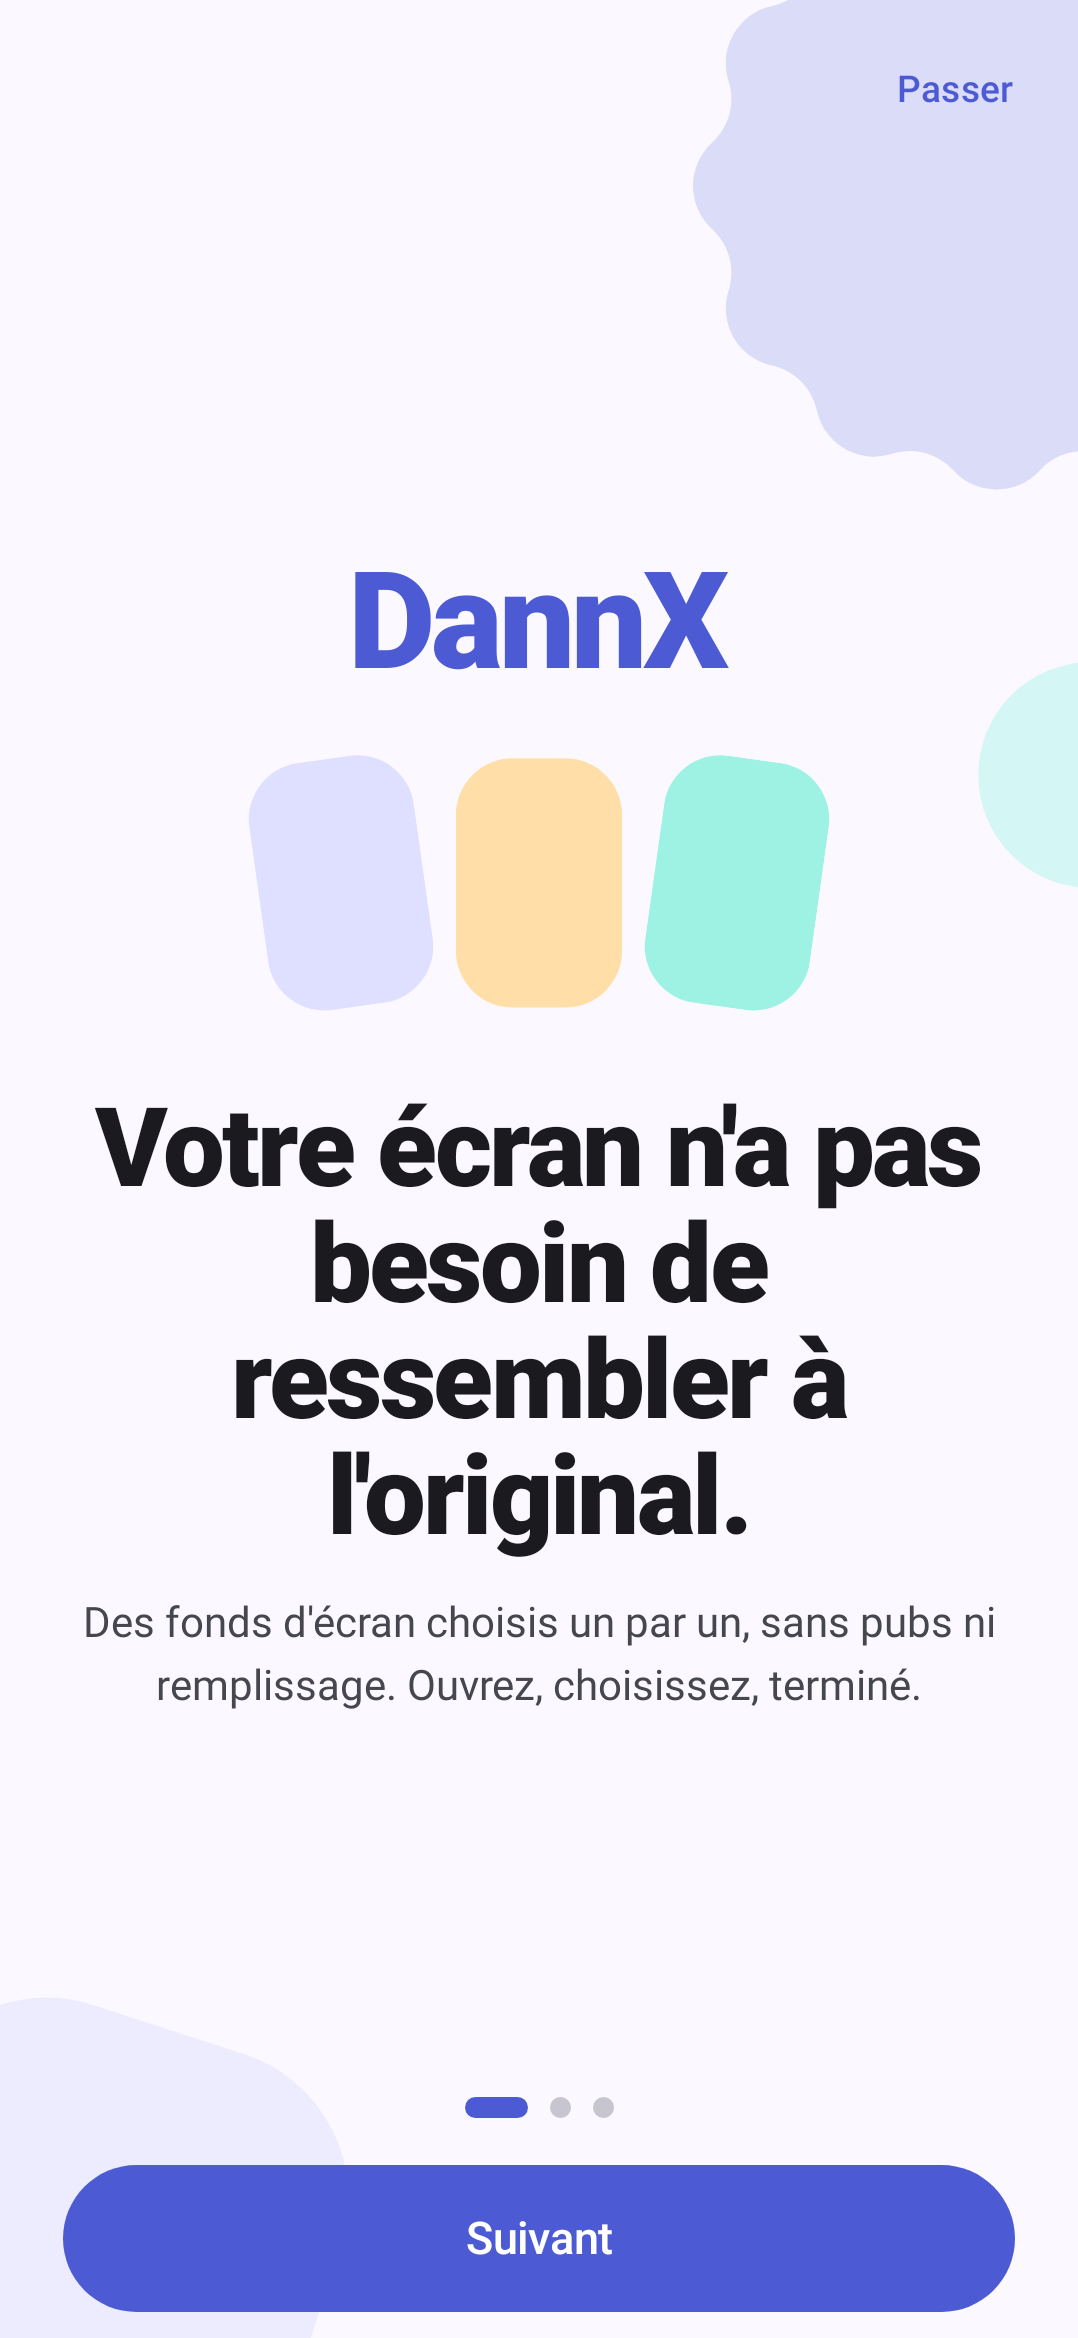 Passer
DannX
Votre écran n'a pas
besoin de
ressembler à
l'original.
Des fonds d'écran choisis un par un, sans pubs ni
remplissage. Ouvrez, choisissez, terminé.
Suivant